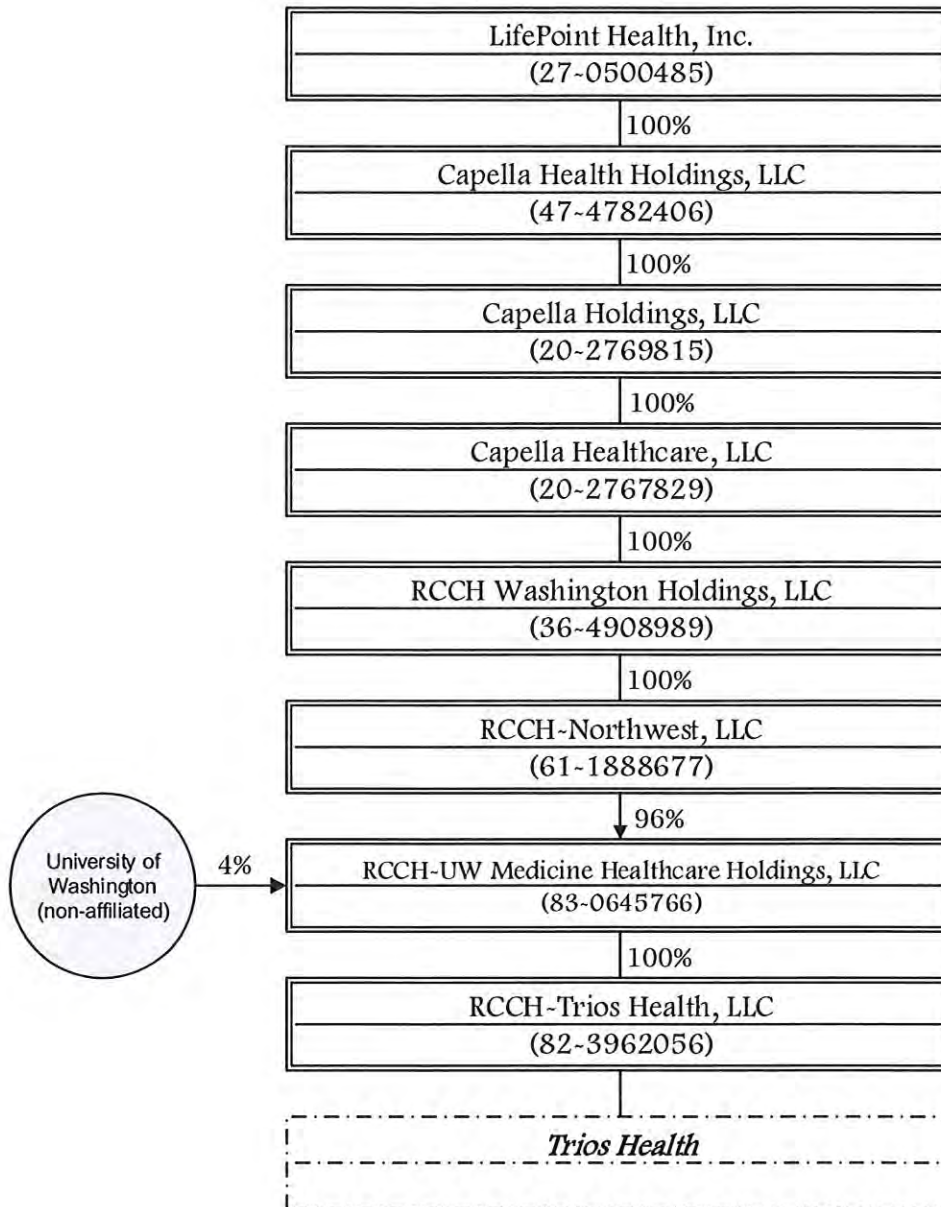 LifePoint Health, Inc.
(27-0500485)
100%
Capella Health Holdings, LLC
(47-4782406)
100%
Capella Holdings, LLC
(20-2769815)
100%
Capella Healthcare, LLC
(20-2767829)
100%
RCCH Washington Holdings, LLC
(36-4908989)
100%
RCCH-Northwest, LLC
(61-1888677)
96%
University of
Washington
(non-affiliated)
4%
RCCH-UW Medicine Healthcare Holdings, LLC
(83-0645766)
100%
RCCH-Trios Health, LLC
(82-3962056)
Trios Health